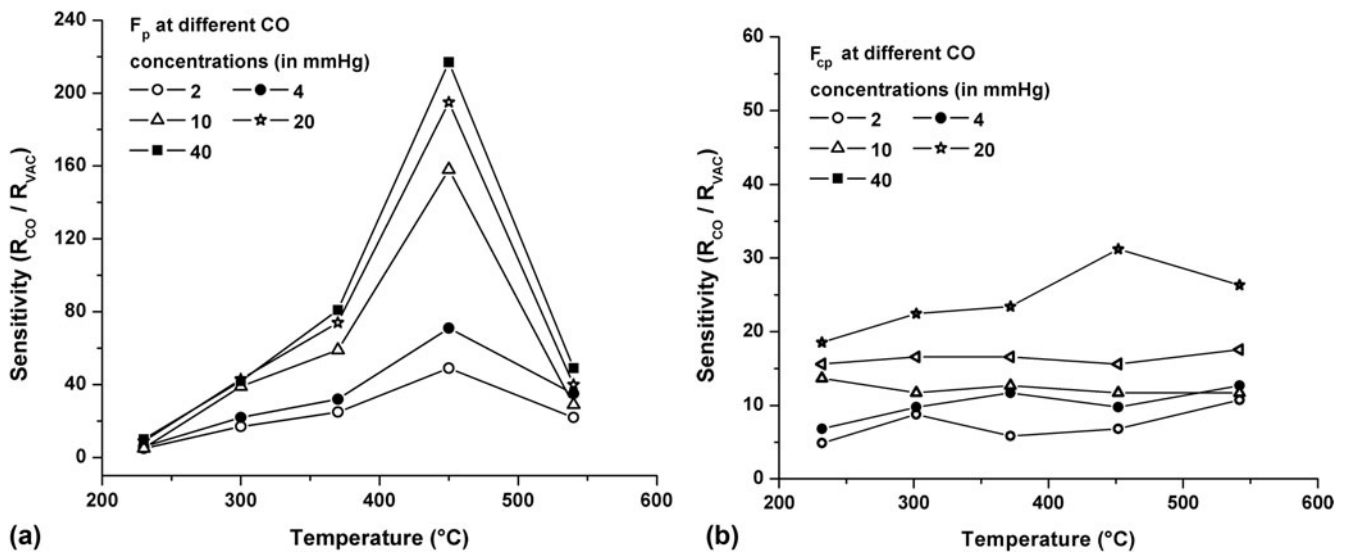 F_p at different CO
concentrations (in mmHg)
2 4
10 20
40
240
200
160
120
80
40
0
Sensitivity (R_CO / R_VAC)
200 300 400 500 600
Temperature (°C)
(a)
F_cp at different CO
concentrations (in mmHg)
2 4
10 20
40
60
50
40
30
20
10
0
Sensitivity (R_CO / R_VAC)
200 300 400 500 600
Temperature (°C)
(b)